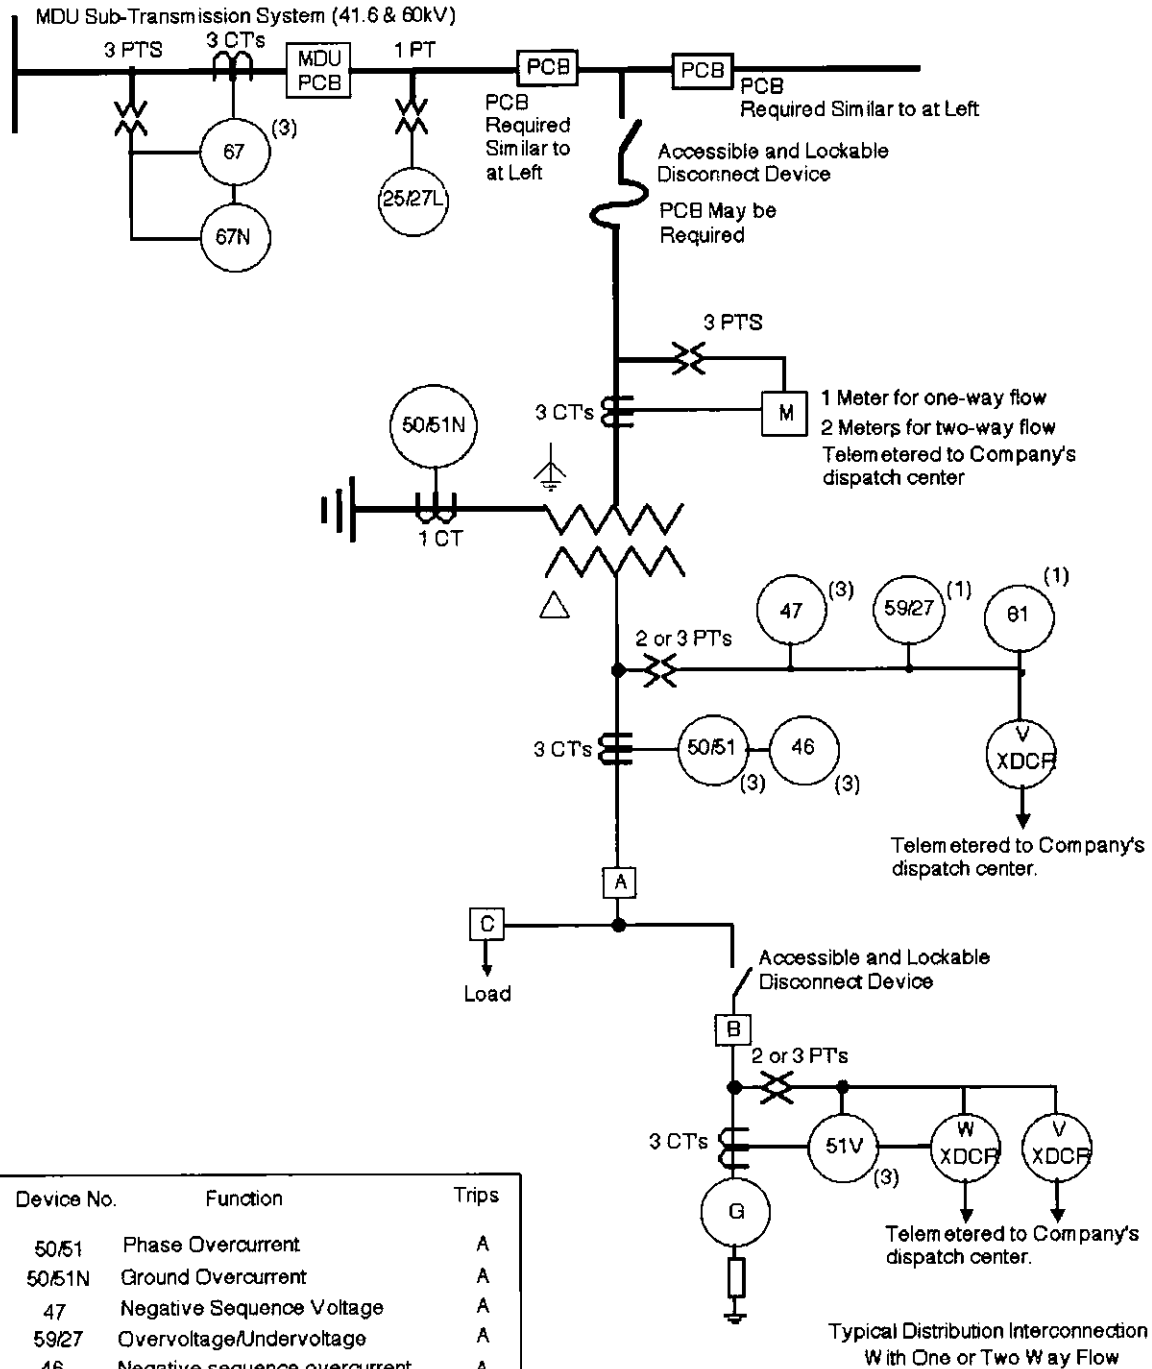 MDU Sub-Transmission System (41.6 & 60kV)
3 PTS
3 CT's
MDU
PCB
1 PT
PCB
PCB
PCB
Required
Similar to
at Left
PCB
Required Similar to at Left
(3)
67
67N
25/27L
Accessible and Lockable
Disconnect Device
PCB May be
Required
3 PTS
3 CT's
M
1 Meter for one-way flow
2 Meters for two-way flow
Telemetered to Company's
dispatch center
50/51N
1 CT
2 or 3 PT's
47
(3)
59/27
(1)
81
(1)
3 CT's
50/51
(3)
46
(3)
V
XDCR
Telemetered to Company's
dispatch center.
A
C
Load
Accessible and Lockable
Disconnect Device
B
2 or 3 PT's
3 CT's
51V
(3)
W
XDCR
V
XDCR
G
Telemetered to Company's
dispatch center.
Device No. Function Trips
50/51 Phase Overcurrent A
50/51N Ground Overcurrent A
47 Negative Sequence Voltage A
59/27 Overvoltage/Undervoltage A
46 Negative sequence overcurrent A
Typical Distribution Interconnection
With One or Two Way Flow